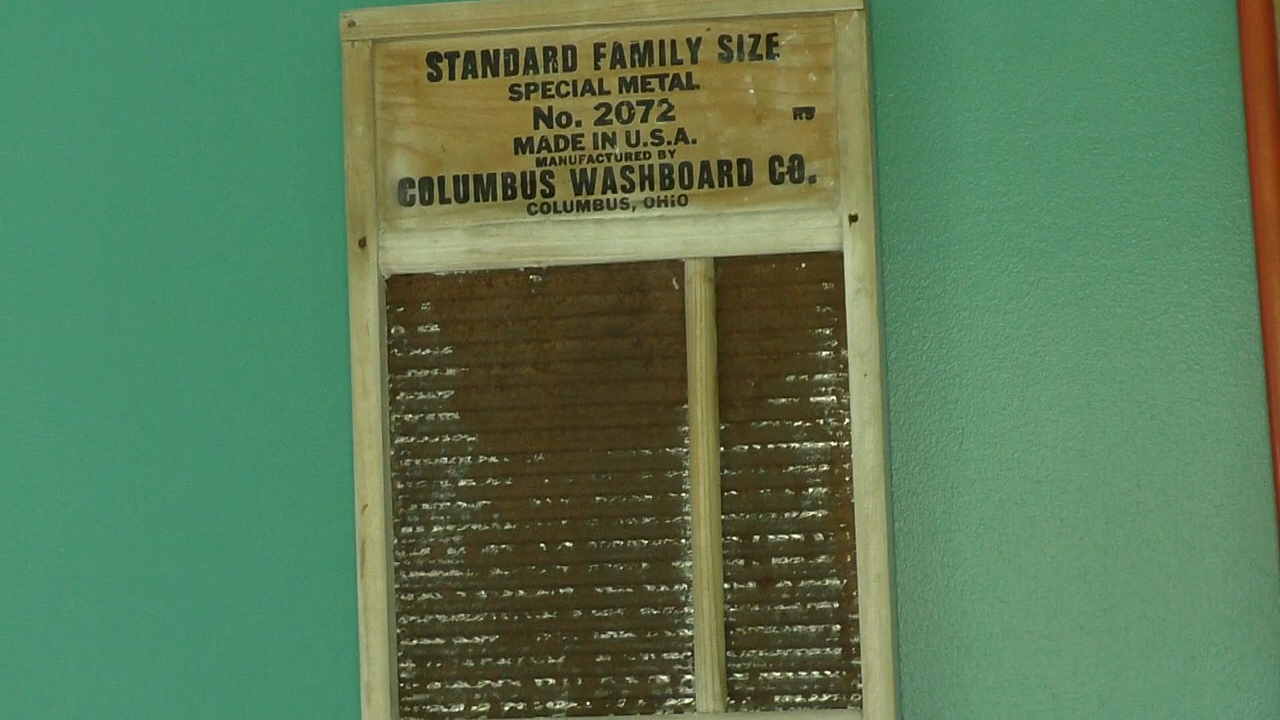 STANDARD FAMILY SIZE
SPECIAL METAL
No. 2072
MADE IN U.S.A.
MANUFACTURED BY
COLUMBUS WASHBOARD CO.
COLUMBUS, OHiO